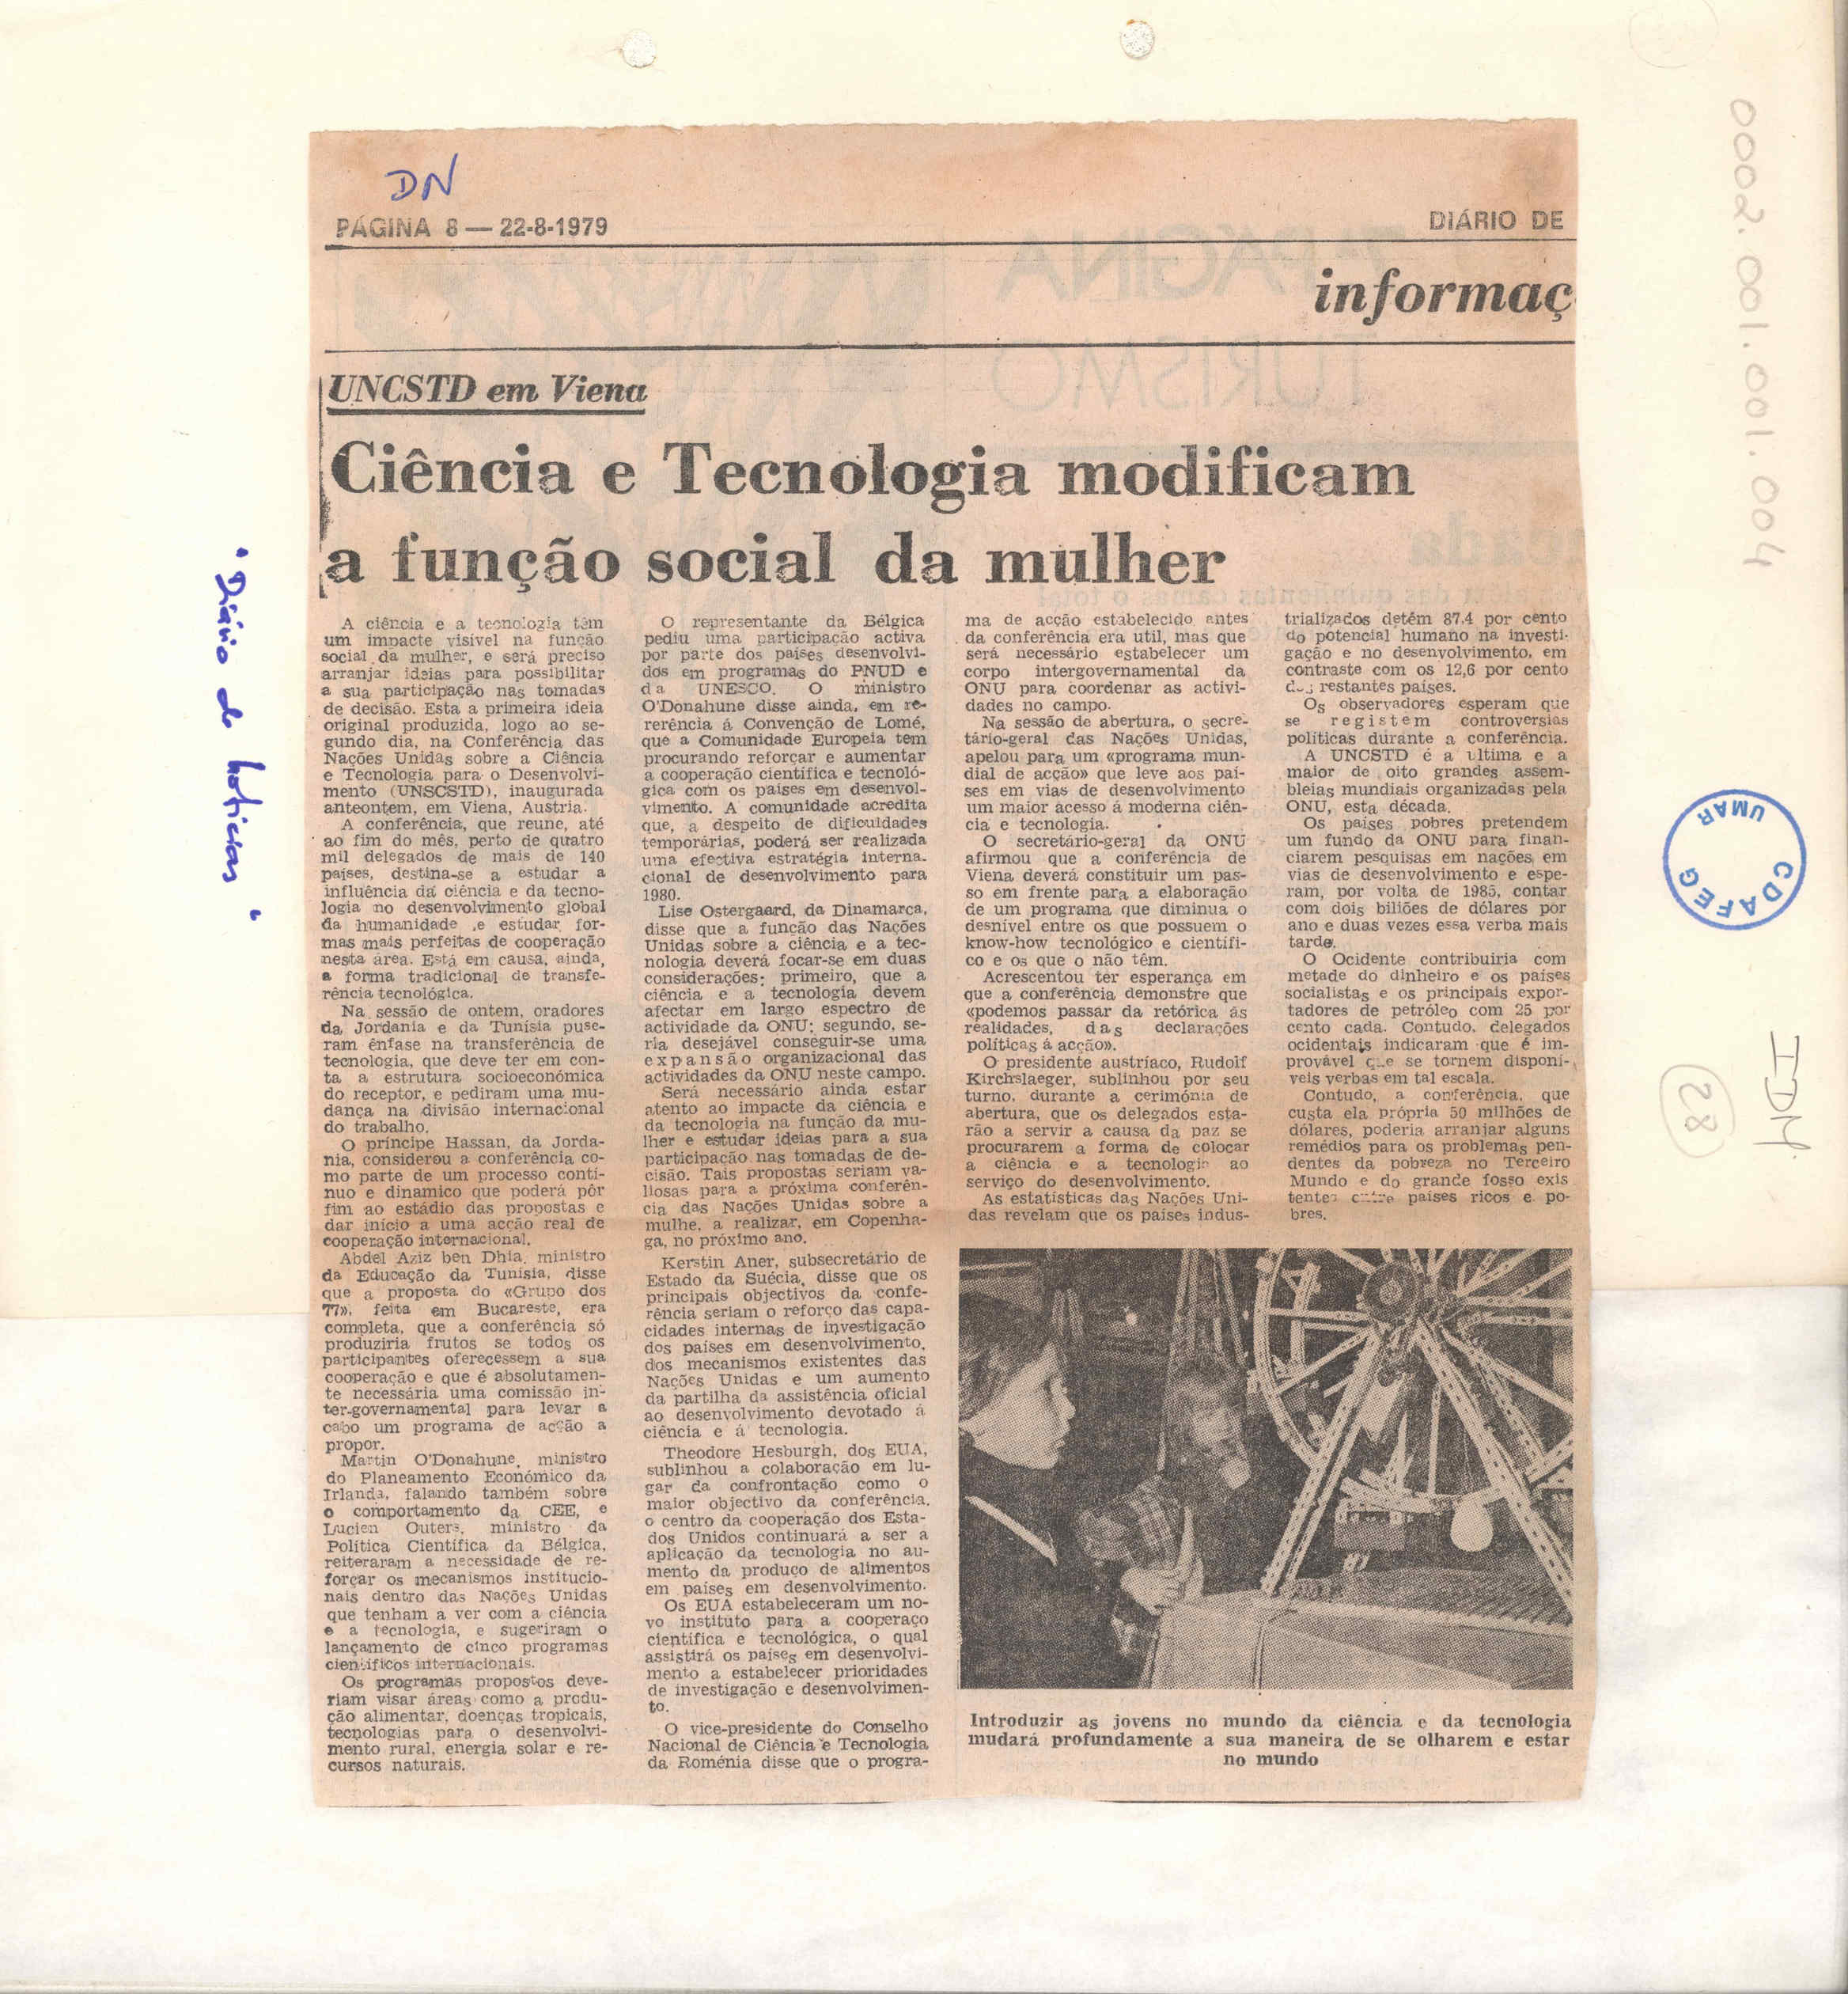 DN
PÁGINA 8 — 22-8-1979
DIÁRIO DE
informaç
UNCSTD em Viena
Ciência e Tecnologia modificam
a função social da mulher
A ciência e a tecnologia têm
um impacte visível na função
social da mulher, e será preciso
arranjar ideias para possibilitar
a sua participação nas tomadas
de decisão. Esta a primeira ideia
original produzida, logo ao se-
gundo dia, na Conferência das
Nações Unidas sobre a Ciência
e Tecnologia para o Desenvolvi-
mento (UNSCSTD), inaugurada
anteontem, em Viena, Austria.
A conferência, que reune, até
ao fim do mês, perto de quatro
mil delegados de mais de 140
países, destina-se a estudar a
influência da ciência e da tecno-
logia no desenvolvimento global
da humanidade e estudar for-
mas mais perfeitas de cooperação
nesta área. Está em causa, ainda,
a forma tradicional de transfe-
rência tecnológica.
Na sessão de ontem, oradores
da Jordania e da Tunísia puse-
ram ênfase na transferência de
tecnologia, que deve ter em con-
ta a estrutura socioeconómica
do receptor, e pediram uma mu-
dança na divisão internacional
do trabalho.
O príncipe Hassan, da Jorda-
nia, considerou a conferência co-
mo parte de um processo contí-
nuo e dinamico que poderá pôr
fim ao estádio das propostas e
dar início a uma acção real de
cooperação internacional.
Abdel Aziz ben Dhia, ministro
da Educação da Tunísia, disse
que a proposta do «Grupo dos
77», feita em Bucareste, era
completa, que a conferência só
produziria frutos se todos os
participantes oferecessem a sua
cooperação e que é absolutamen-
te necessária uma comissão in-
ter-governamental para levar a
cabo um programa de acção a
propor.
Martin O'Donahune, ministro
do Planeamento Económico da
Irlanda, falando também sobre
o comportamento da CEE, e
Lucien Outers, ministro da
Política Científica da Bélgica,
reiteraram a necessidade de re-
forçar os mecanismos institucio-
nais dentro das Nações Unidas
que tenham a ver com a ciência
e a tecnologia, e sugeriram o
lançamento de cinco programas
científicos internacionais.
Os programas propostos deve-
riam visar áreas como a produ-
ção alimentar, doenças tropicais,
tecnologias para o desenvolvi-
mento rural, energia solar e re-
cursos naturais.
O representante da Bélgica
pediu uma participação activa
por parte dos países desenvolvi-
dos em programas do PNUD e
da UNESCO. O ministro
O'Donahune disse ainda, em re-
rerência á Convenção de Lomé,
que a Comunidade Europeia tem
procurando reforçar e aumentar
a cooperação científica e tecnoló-
gica com os países em desenvol-
vimento. A comunidade acredita
que, a despeito de dificuldades
temporárias, poderá ser realizada
uma efectiva estratégia interna.
cional de desenvolvimento para
1980.
Lise Ostergaard, da Dinamarca,
disse que a função das Nações
Unidas sobre a ciência e a tec-
nologia deverá focar-se em duas
considerações: primeiro, que a
ciência e a tecnologia devem
afectar em largo espectro de
actividade da ONU; segundo, se-
ria desejável conseguir-se uma
expansão organizacional das
actividades da ONU neste campo.
Será necessário ainda estar
atento ao impacte da ciência e
da tecnologia na função da mu-
lher e estudar ideias para a sua
participação nas tomadas de de-
cisão. Tais propostas seriam va-
liosas para a próxima conferên-
cia das Nações Unidas sobre a
mulhe, a realizar, em Copenha-
ga, no próximo ano.
Kerstin Aner, subsecretário de
Estado da Suécia, disse que os
principais objectivos da confe-
rência seriam o reforço das capa-
cidades internas de investigação
dos países em desenvolvimento,
dos mecanismos existentes das
Nações Unidas e um aumento
da partilha da assistência oficial
ao desenvolvimento devotado á
ciência e á tecnologia.
Theodore Hesburgh, dos EUA,
sublinhou a colaboração em lu-
gar da confrontação como o
maior objectivo da conferência.
o centro da cooperação dos Esta-
dos Unidos continuará a ser a
aplicação da tecnologia no au-
mento da produço de alimentos
em países em desenvolvimento.
Os EUA estabeleceram um no-
vo instituto para a cooperaço
científica e tecnológica, o qual
assistirá os países em desenvolvi-
mento a estabelecer prioridades
de investigação e desenvolvimen-
to.
O vice-presidente do Conselho
Nacional de Ciência e Tecnologia
da Roménia disse que o progra-
ma de acção estabelecido antes
da conferência era util, mas que
será necessário estabelecer um
corpo intergovernamental da
ONU para coordenar as activi-
dades no campo.
Na sessão de abertura, o secre-
tário-geral das Nações Unidas,
apelou para um «programa mun-
dial de acção» que leve aos paí-
ses em vias de desenvolvimento
um maior acesso á moderna ciên-
cia e tecnologia.
O secretário-geral da ONU
afirmou que a conferência de
Viena deverá constituir um pas-
so em frente para a elaboração
de um programa que diminua o
desnível entre os que possuem o
know-how tecnológico e científi-
co e os que o não têm.
Acrescentou ter esperança em
que a conferência demonstre que
«podemos passar da retórica ás
realidades, das declarações
políticas á acção».
O presidente austríaco, Rudolf
Kirchslaeger, sublinhou por seu
turno, durante a cerimónia de
abertura, que os delegados esta-
rão a servir a causa da paz se
procurarem a forma de colocar
a ciência e a tecnologia ao
serviço do desenvolvimento.
As estatísticas das Nações Uni-
das revelam que os países indus-
trializados detêm 87,4 por cento
do potencial humano na investi-
gação e no desenvolvimento, em
contraste com os 12,6 por cento
restantes países.
Os observadores esperam que
se registem controversias
políticas durante a conferência.
A UNCSTD é a ultima e a
maior de oito grandes assem-
bleias mundiais organizadas pela
ONU, esta década.
Os países pobres pretendem
um fundo da ONU para finan-
ciarem pesquisas em nações em
vias de desenvolvimento e espe-
ram, por volta de 1985, contar
com dois biliões de dólares por
ano e duas vezes essa verba mais
tarde.
O Ocidente contribuiria com
metade do dinheiro e os países
socialistas e os principais expor-
tadores de petróleo com 25 por
cento cada. Contudo, delegados
ocidentais indicaram que é im-
provável que se tornem disponí-
veis verbas em tal escala.
Contudo, a conferência, que
custa ela própria 50 milhões de
dólares, poderia arranjar alguns
remédios para os problemas pen-
dentes da pobreza no Terceiro
Mundo e do grande fosso exis
tentes entre países ricos e po-
bres.
Introduzir as jovens no mundo da ciência e da tecnologia
mudará profundamente a sua maneira de se olharem e estar
no mundo
"Diário de notícias"
0002.001.001.004
UMAR
CDAFEG
IDM.
28